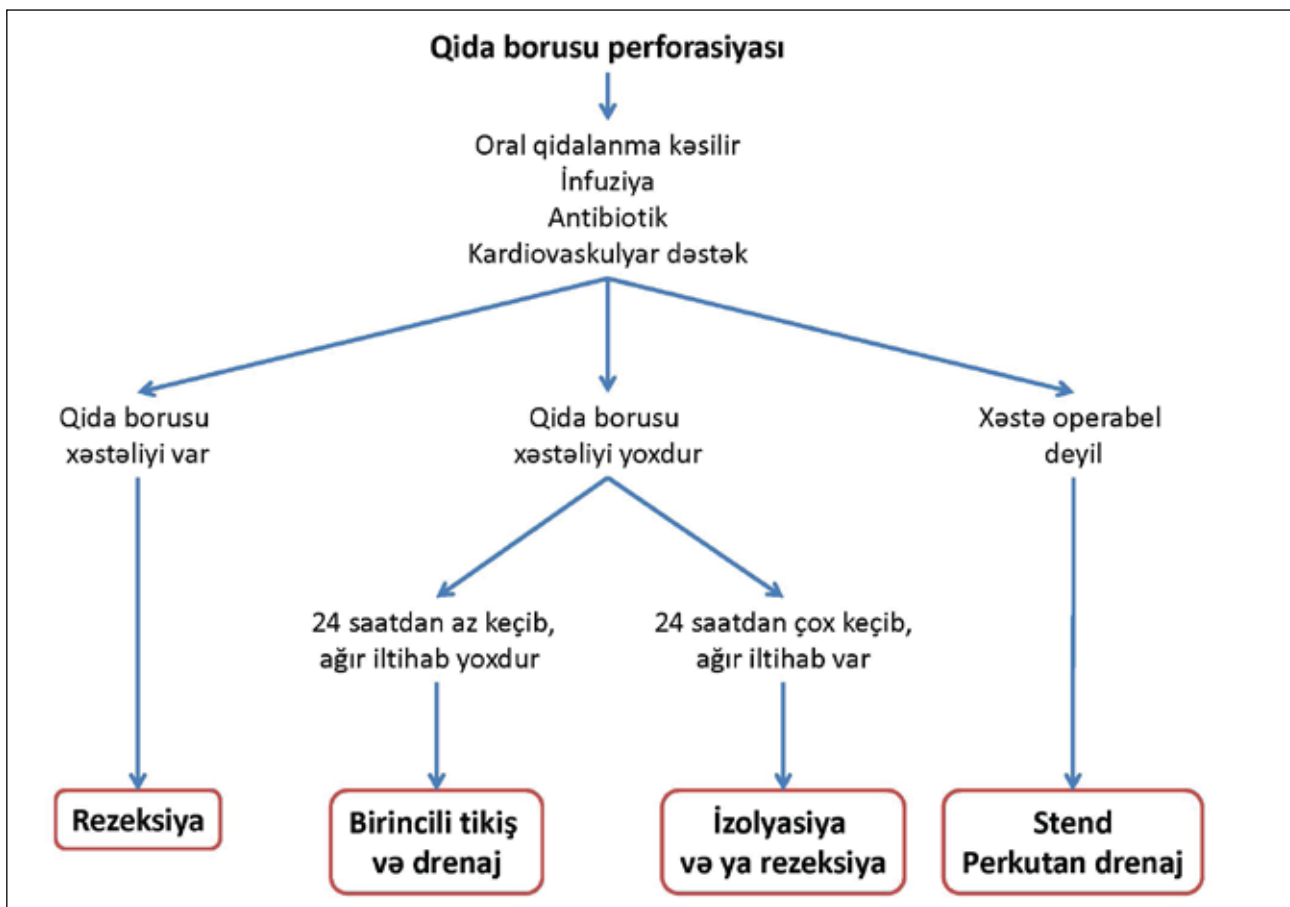 Qida borusu perforasiyası
Oral qidalanma kəsilir
İnfuziya
Antibiotik
Kardiovaskulyar dəstək
Qida borusu
xəstəliyi var
Qida borusu
xəstəliyi yoxdur
Xəstə operabel
deyil
24 saatdan az keçib,
ağır iltihab yoxdur
24 saatdan çox keçib,
ağır iltihab var
Rezeksiya
Birincili tikiş
və drenaj
İzolyasiya
və ya rezeksiya
Stend
Perkutan drenaj